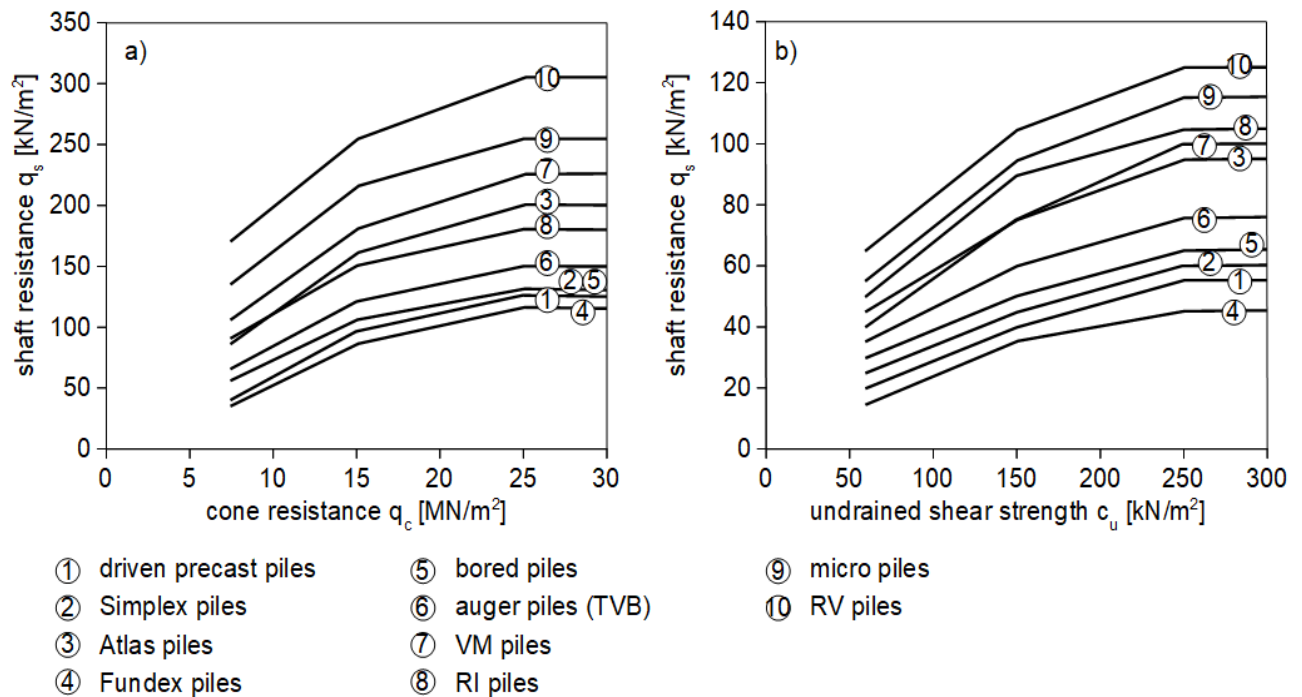 a)
shaft resistance qs [kN/m²]
350
300
250
200
150
100
50
0
10
9
7
3
8
6
2 5
1
4
0 5 10 15 20 25 30
cone resistance qc [MN/m²]
b)
shaft resistance qs [kN/m²]
140
120
100
80
60
40
20
0
10
9
8
7
3
6
5
2
1
4
0 50 100 150 200 250 300
undrained shear strength cu [kN/m²]
1 driven precast piles
2 Simplex piles
3 Atlas piles
4 Fundex piles
5 bored piles
6 auger piles (TVB)
7 VM piles
8 RI piles
9 micro piles
10 RV piles